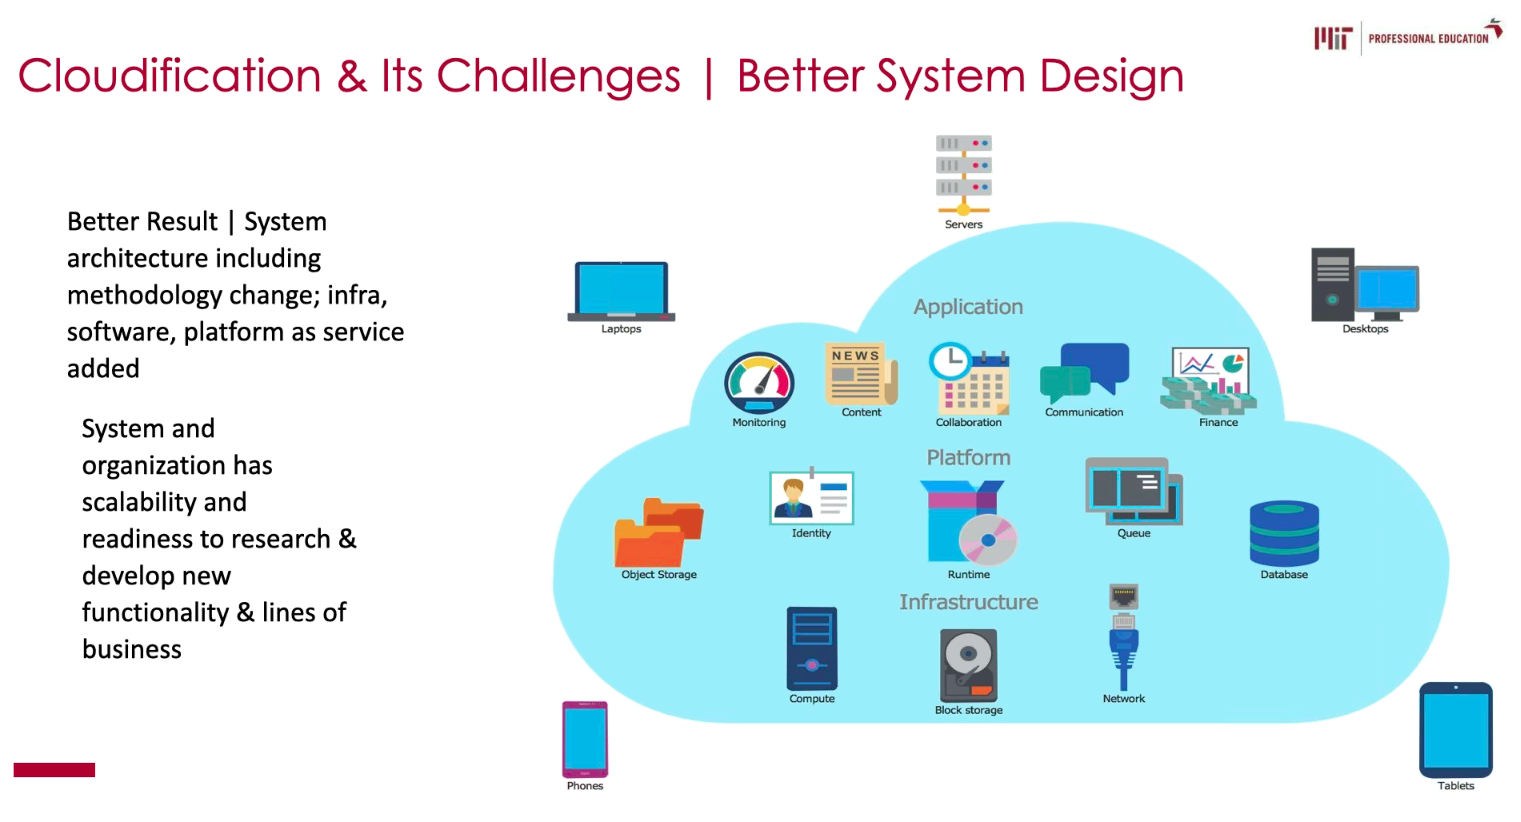 MIT PROFESSIONAL EDUCATION
Cloudification & Its Challenges | Better System Design
Better Result | System
architecture including
methodology change; infra,
software, platform as service
added
System and
organization has
scalability and
readiness to research &
develop new
functionality & lines of
business
Servers
Laptops
Desktops
Application
NEWS
Monitoring
Content
Collaboration
Communication
Finance
Platform
Identity
Queue
Object Storage
Runtime
Database
Infrastructure
Compute
Block storage
Network
Phones
Tablets